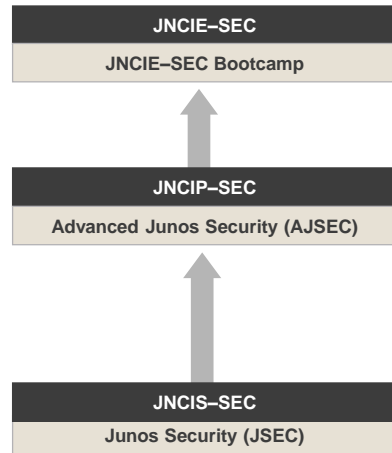 JNCIE–SEC
JNCIE–SEC Bootcamp
JNCIP–SEC
Advanced Junos Security (AJSEC)
JNCIS–SEC
Junos Security (JSEC)